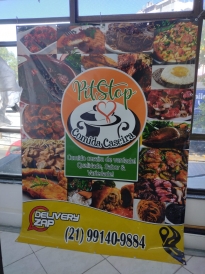 PitStop
Comida Caseira
Comida caseira de verdade!
Qualidade, Sabor &
Variedade!
DELIVERY
ZAP
(21) 99140-9884